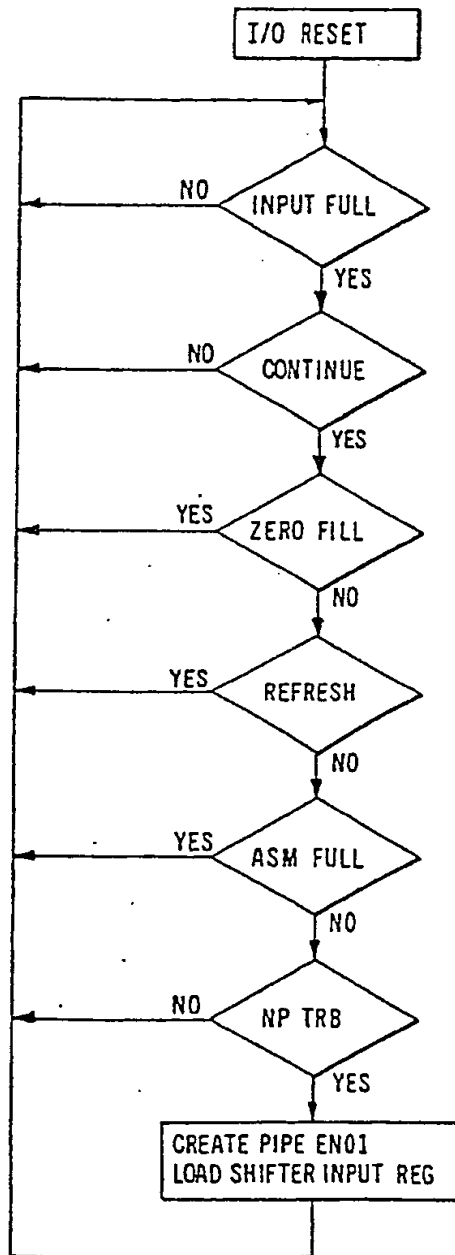 I/O RESET
NO
INPUT FULL
YES
NO
CONTINUE
YES
YES
ZERO FILL
NO
YES
REFRESH
NO
YES
ASM FULL
NO
NO
NP TRB
YES
CREATE PIPE EN01
LOAD SHIFTER INPUT REG